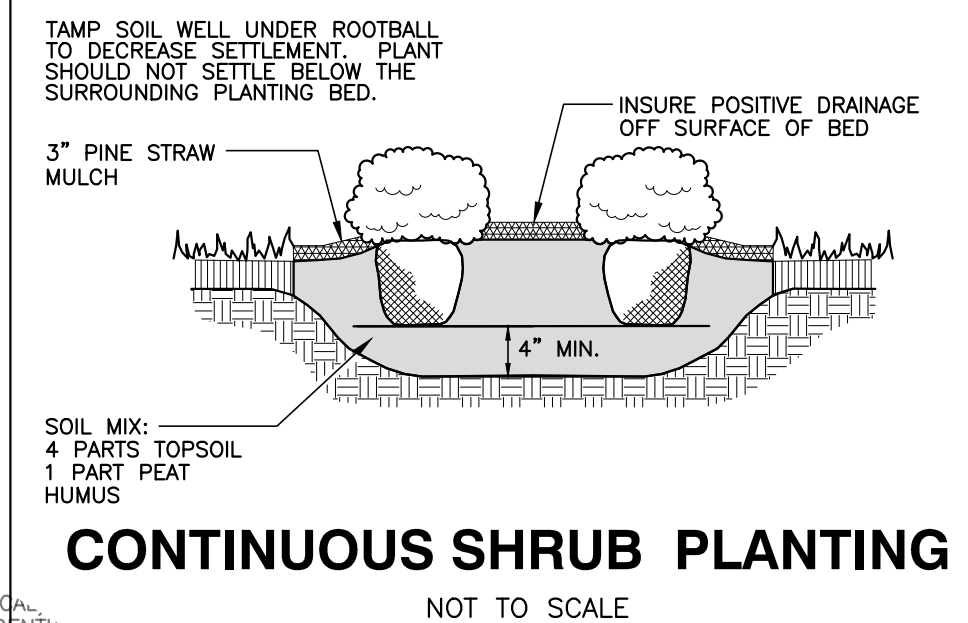 TAMP SOIL WELL UNDER ROOTBALL
TO DECREASE SETTLEMENT. PLANT
SHOULD NOT SETTLE BELOW THE
SURROUNDING PLANTING BED.
INSURE POSITIVE DRAINAGE
OFF SURFACE OF BED
3" PINE STRAW
MULCH
4" MIN.
SOIL MIX:
4 PARTS TOPSOIL
1 PART PEAT
HUMUS
CONTINUOUS SHRUB PLANTING
NOT TO SCALE